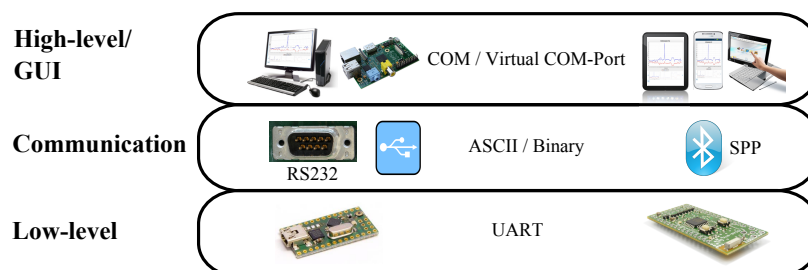 High-level/
GUI
COM / Virtual COM-Port
Communication
RS232
ASCII / Binary
SPP
Low-level
UART